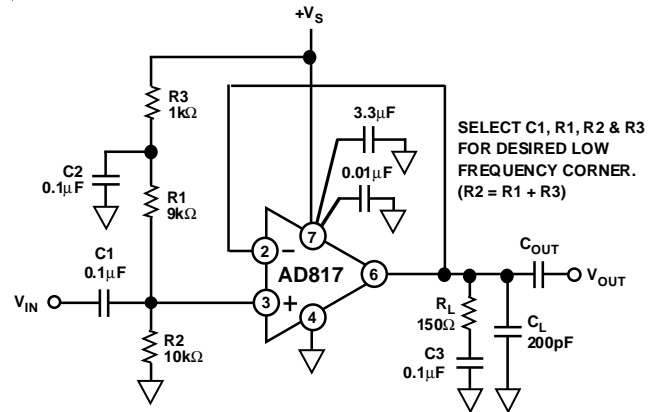 +VS
R3
1kΩ
3.3μF
SELECT C1, R1, R2 & R3
FOR DESIRED LOW
FREQUENCY CORNER.
(R2 = R1 + R3)
C2
0.1μF
0.01μF
R1
9kΩ
7
2
–
COUT
C1
0.1μF
AD817
6
VOUT
VIN
3
+
RL
150Ω
4
CL
200pF
R2
10kΩ
C3
0.1μF